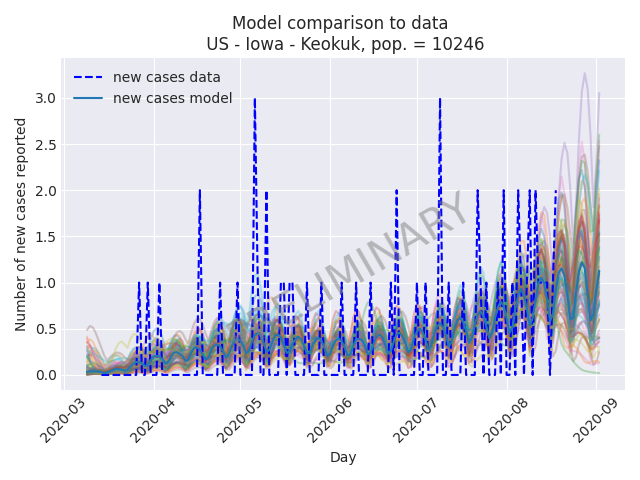 Model comparison to data
US - Iowa - Keokuk, pop. = 10246
new cases data
new cases model
Number of new cases reported
3.0
2.5
2.0
1.5
1.0
0.5
0.0
PRELIMINARY
2020-03
2020-04
2020-05
2020-06
2020-07
2020-08
2020-09
Day